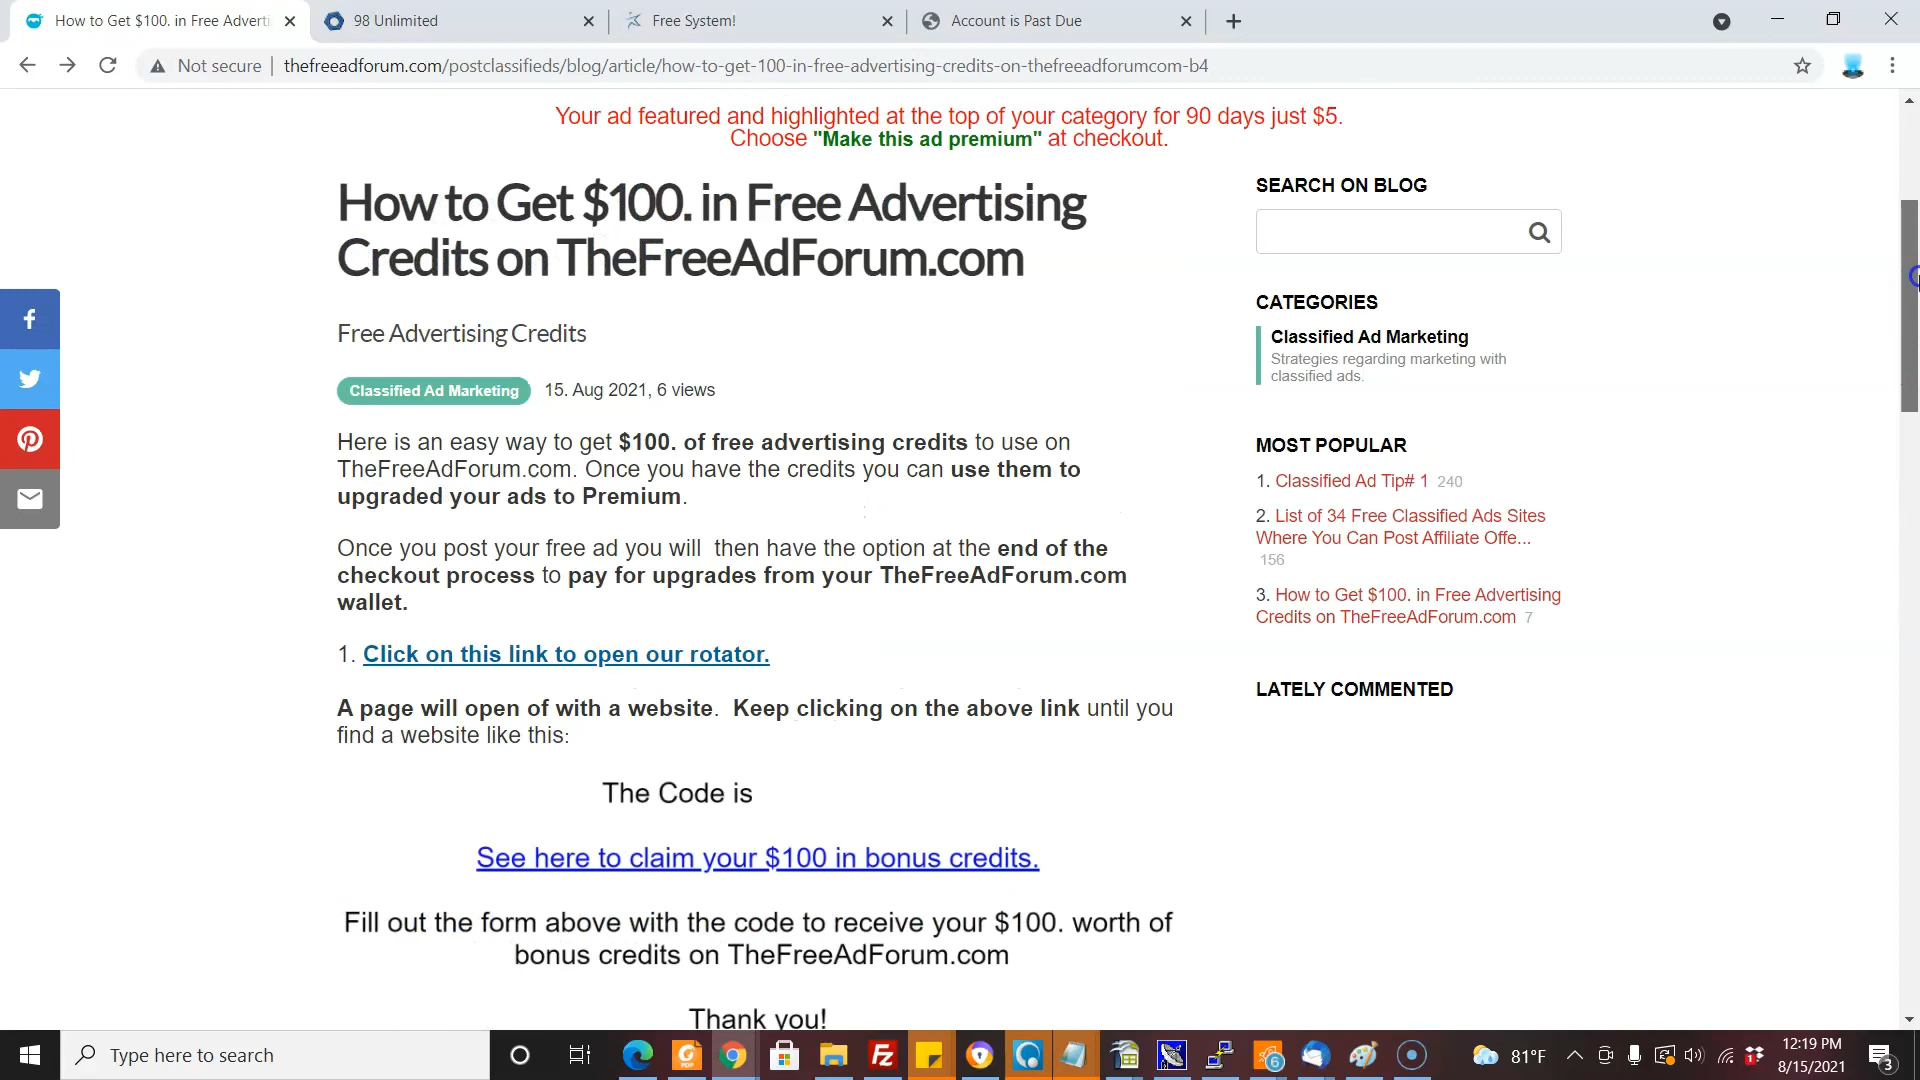 How to Get $100. in Free Adverti
98 Unlimited
Free System!
Account is Past Due
Not secure
thefreeadforum.com/postclassifieds/blog/article/how-to-get-100-in-free-advertising-credits-on-thefreeadforumcom-b4
Your ad featured and highlighted at the top of your category for 90 days just $5.
Choose "Make this ad premium" at checkout.
How to Get $100. in Free Advertising
Credits on TheFreeAdForum.com
Free Advertising Credits
Classified Ad Marketing
15. Aug 2021, 6 views
Here is an easy way to get $100. of free advertising credits to use on
TheFreeAdForum.com. Once you have the credits you can use them to
upgraded your ads to Premium.
Once you post your free ad you will then have the option at the end of the
checkout process to pay for upgrades from your TheFreeAdForum.com
wallet.
1. Click on this link to open our rotator.
A page will open of with a website. Keep clicking on the above link until you
find a website like this:
The Code is
See here to claim your $100 in bonus credits.
Fill out the form above with the code to receive your $100. worth of
bonus credits on TheFreeAdForum.com
Thank you!
SEARCH ON BLOG
CATEGORIES
Classified Ad Marketing
Strategies regarding marketing with
classified ads.
MOST POPULAR
1. Classified Ad Tip# 1 240
2. List of 34 Free Classified Ads Sites
Where You Can Post Affiliate Offe...
156
3. How to Get $100. in Free Advertising
Credits on TheFreeAdForum.com 7
LATELY COMMENTED
Type here to search
81°F
12:19 PM
8/15/2021
3